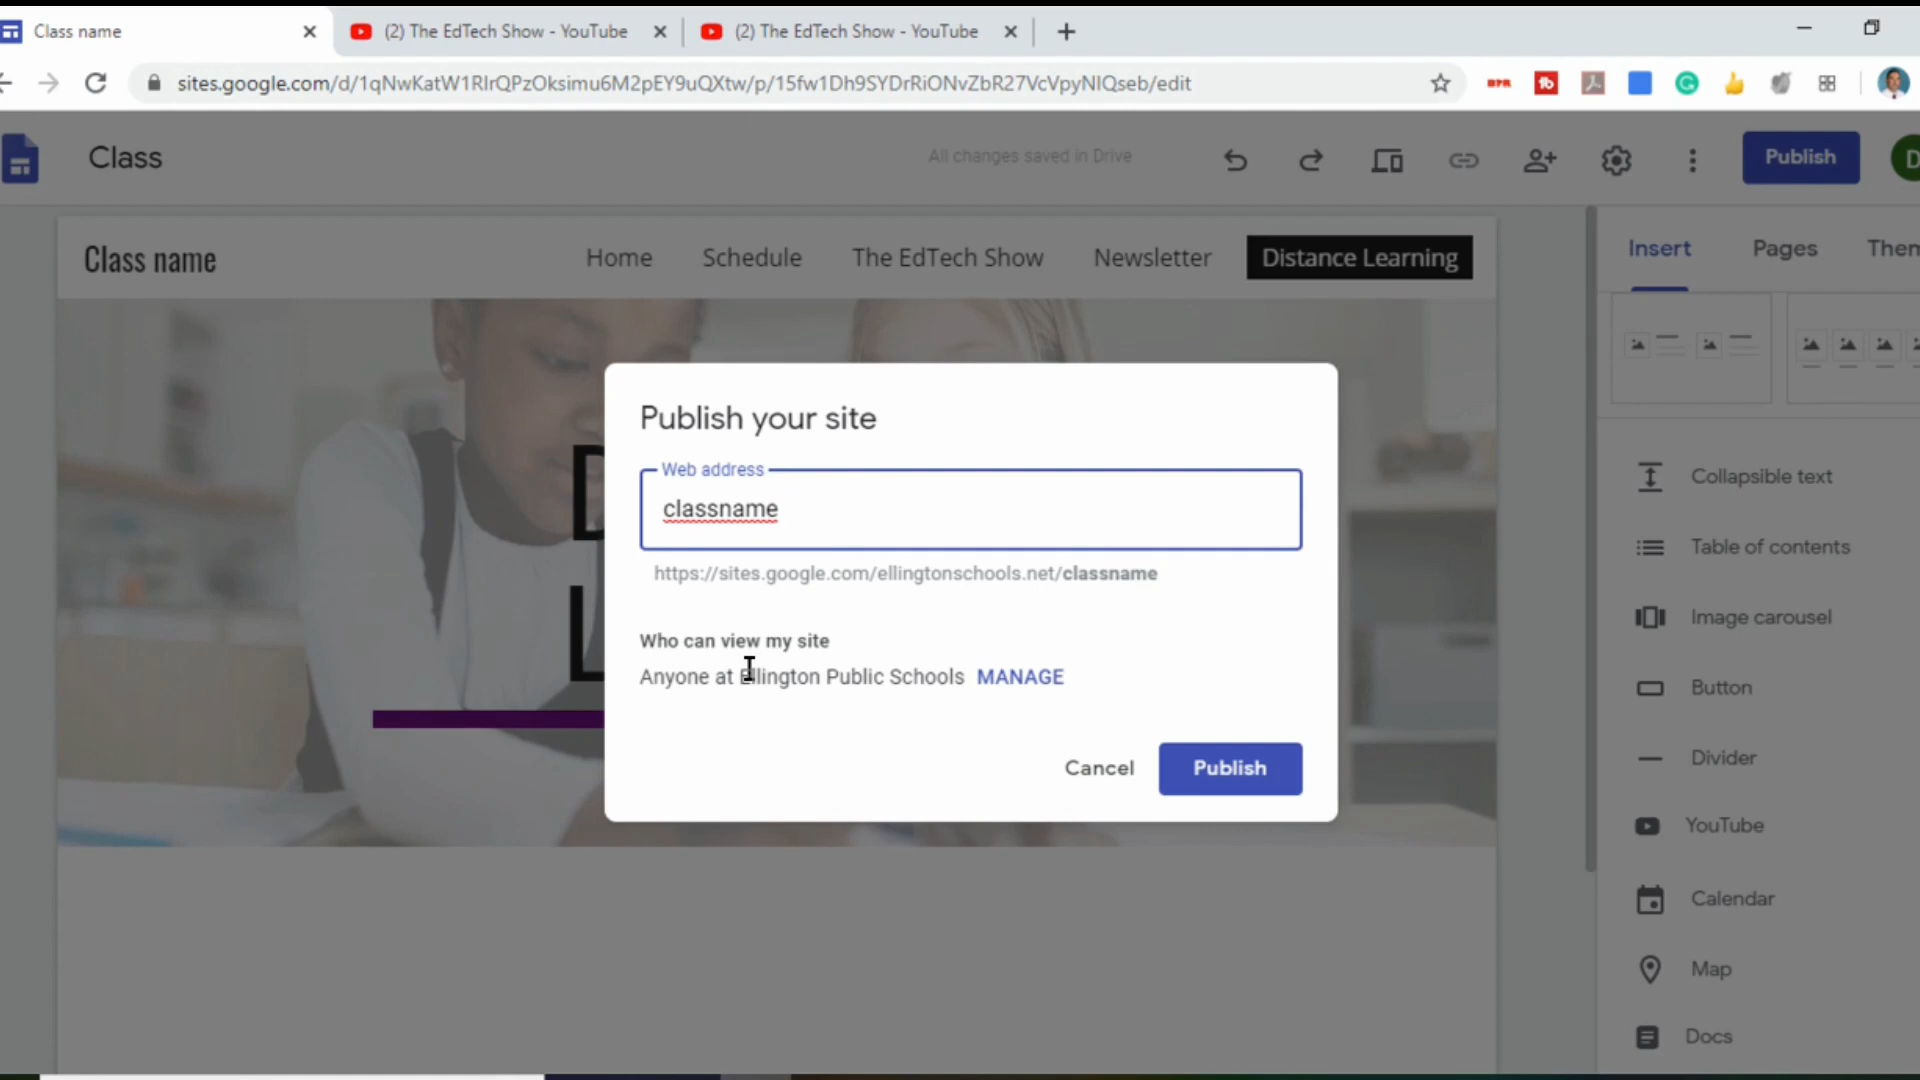 Class name
(2) The EdTech Show - YouTube
(2) The EdTech Show - YouTube
sites.google.com/d/1qNwKatW1RIrQPzOksimu6M2pEY9uQXtw/p/15fw1Dh9SYDrRiONvZbR27VcVpyNIQseb/edit
Class
All changes saved in Drive
Publish
D
Class name
Home
Schedule
The EdTech Show
Newsletter
Distance Learning
Insert
Pages
Them
D
L
Publish your site
Web address
classname
https://sites.google.com/ellingtonschools.net/classname
Who can view my site
Anyone at Ellington Public Schools MANAGE
Cancel
Publish
Collapsible text
Table of contents
Image carousel
Button
Divider
YouTube
Calendar
Map
Docs